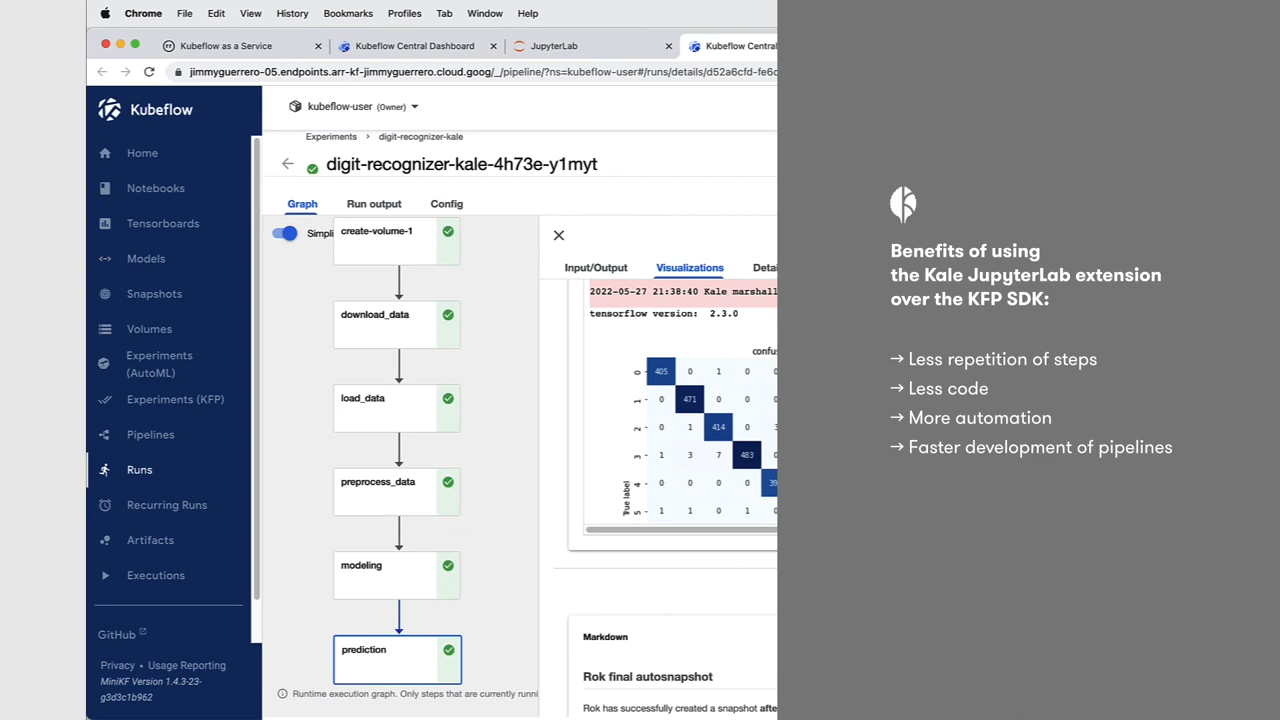 Chrome File Edit View History Bookmarks Profiles Tab Window Help
Kubeflow as a Service
Kubeflow Central Dashboard
JupyterLab
Kubeflow Central
jimmyguerrero-05.endpoints.arr-kf-jimmyguerrero.cloud.goog/_/pipeline/?ns=kubeflow-user#/runs/details/d52a6cfd-fe6c
Kubeflow
Home
Notebooks
Tensorboards
Models
Snapshots
Volumes
Experiments
(AutoML)
Experiments (KFP)
Pipelines
Runs
Recurring Runs
Artifacts
Executions
GitHub
Privacy • Usage Reporting
MiniKF Version 1.4.3-23-
g3d3c1b962
kubeflow-user (Owner)
Experiments > digit-recognizer-kale
digit-recognizer-kale-4h73e-y1myt
Graph Run output Config
Simpli
create-volume-1
download_data
load_data
preprocess_data
modeling
prediction
Runtime execution graph. Only steps that are currently runni
Input/Output Visualizations Detai
2022-05-27 21:38:40 Kale marshall
tensorflow version: 2.3.0
confus
0 405 0 1 0 0
1 0 471 0 0 0
2 0 1 414 0 3
3 1 3 7 483 0
4 0 0 0 0 39
5 1 1 0 1 0
True label
Markdown
Rok final autosnapshot
Rok has successfully created a snapshot after
Benefits of using
the Kale JupyterLab extension
over the KFP SDK:
→ Less repetition of steps
→ Less code
→ More automation
→ Faster development of pipelines